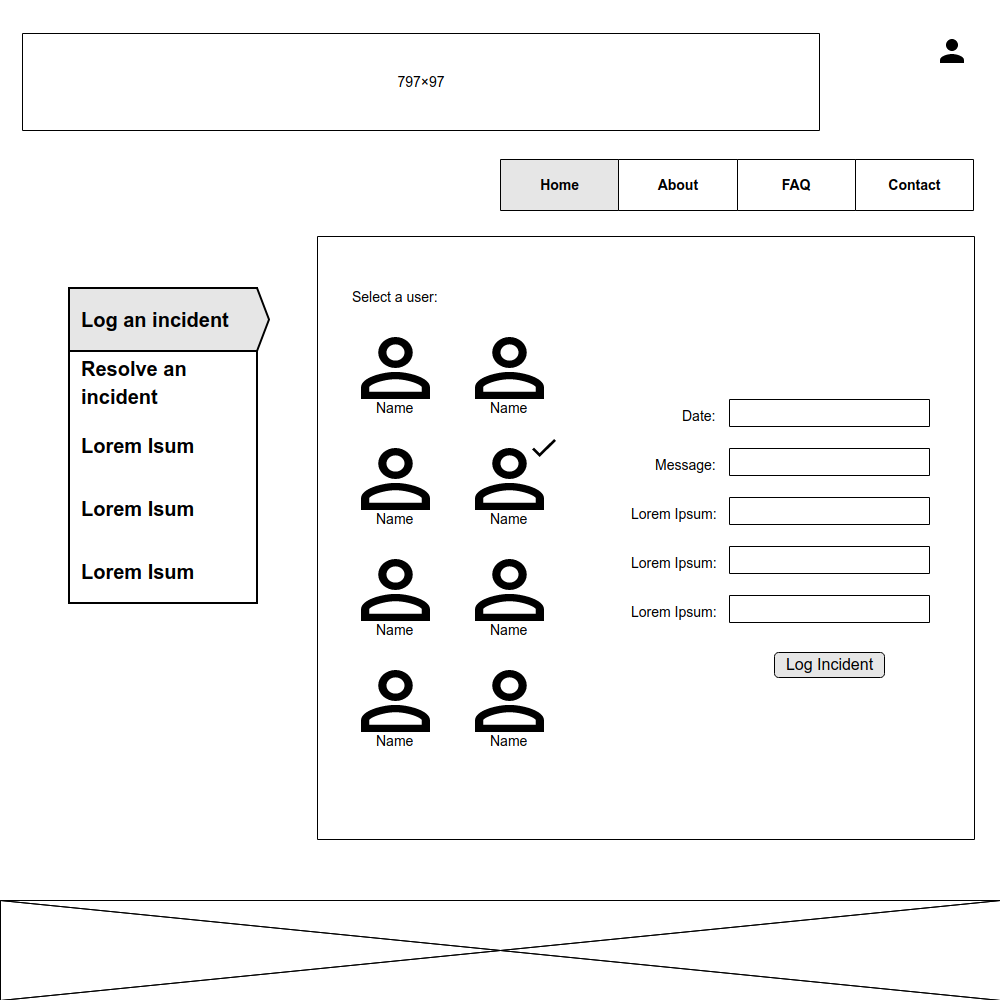 797×97
Home
About
FAQ
Contact
Log an incident
Resolve an
incident
Lorem Isum
Lorem Isum
Lorem Isum
Select a user:
Name
Name
Name
Name
Name
Name
Name
Name
Date:
Message:
Lorem Ipsum:
Lorem Ipsum:
Lorem Ipsum:
Log Incident